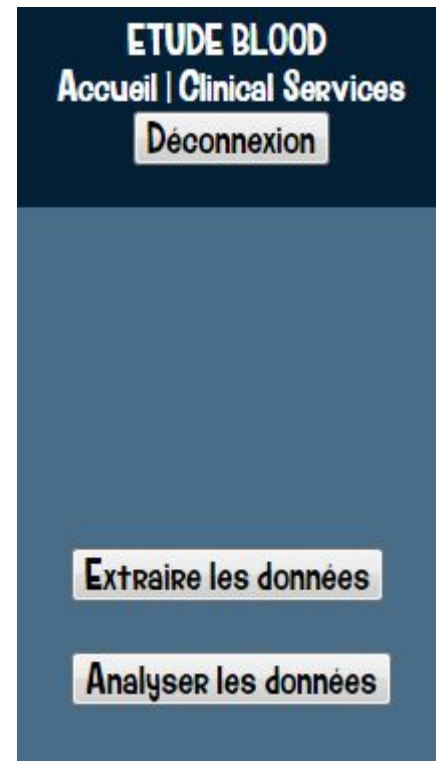 ETUDE BLOOD
Accueil | Clinical Services
Déconnexion
Extraire les données
Analyser les données